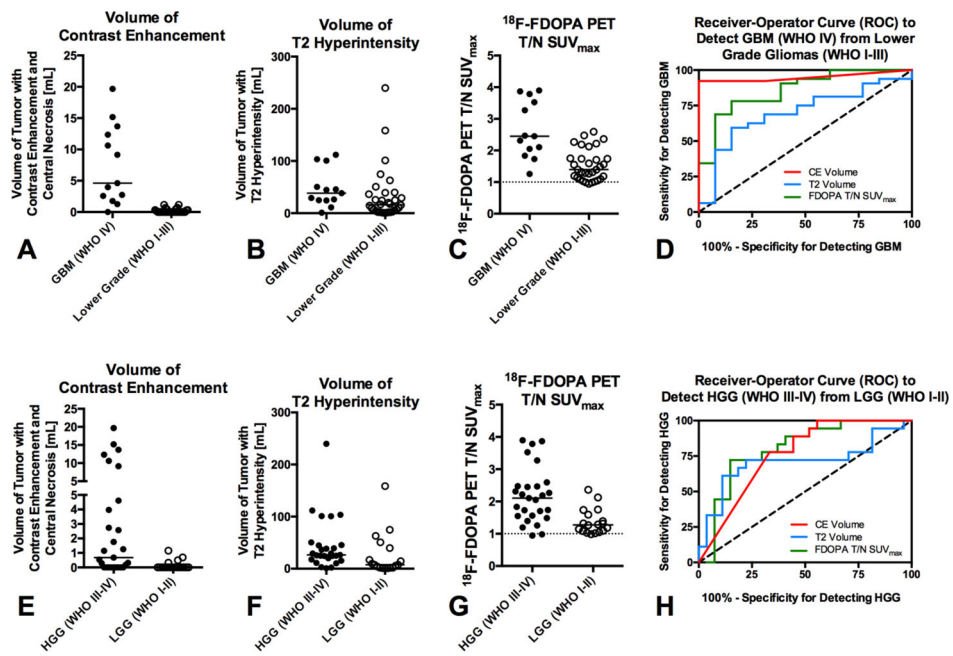 Volume of
Contrast Enhancement
Volume of Tumor with
Contrast Enhancement and
Central Necrosis [mL]
25
20
15
10
5
0
GBM (WHO IV)
Lower Grade (WHO I-III)
A
Volume of
T2 Hyperintensity
Volume of Tumor with
T2 Hyperintensity [mL]
300
200
100
50
0
GBM (WHO IV)
Lower Grade (WHO I-III)
B
18F-FDOPA PET
T/N SUVmax
18F-FDOPA PET T/N SUVmax
5
4
3
2
1
0
GBM (WHO IV)
Lower Grade (WHO I-III)
C
Receiver-Operator Curve (ROC) to
Detect GBM (WHO IV) from Lower
Grade Gliomas (WHO I-III)
Sensitivity for Detecting GBM
100
75
50
25
0
CE Volume
T2 Volume
FDOPA T/N SUVmax
0 25 50 75 100
100% - Specificity for Detecting GBM
D
Volume of
Contrast Enhancement
Volume of Tumor with
Contrast Enhancement and
Central Necrosis [mL]
25
20
15
10
5
4
3
2
1
0
HGG (WHO III-IV)
LGG (WHO I-II)
E
Volume of
T2 Hyperintensity
Volume of Tumor with
T2 Hyperintensity [mL]
300
200
100
50
0
HGG (WHO III-IV)
LGG (WHO I-II)
F
18F-FDOPA PET
T/N SUVmax
18F-FDOPA PET T/N SUVmax
5
4
3
2
1
0
HGG (WHO III-IV)
LGG (WHO I-II)
G
Receiver-Operator Curve (ROC) to
Detect HGG (WHO III-IV) from LGG (WHO I-II)
Sensitivity for Detecting HGG
100
75
50
25
0
CE Volume
T2 Volume
FDOPA T/N SUVmax
0 25 50 75 100
100% - Specificity for Detecting HGG
H